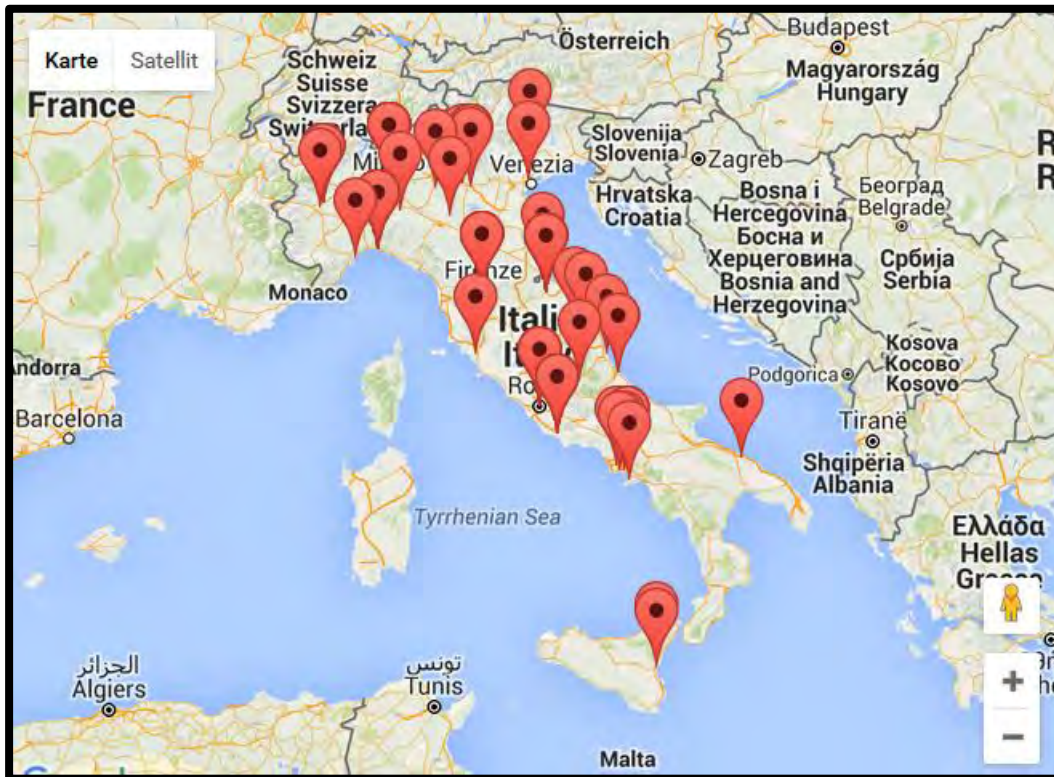 Karte Satellit
France
Schweiz
Suisse
Svizzera
Österreich
Budapest
Magyarország
Hungary
Slovenija
Slovenia
Zagreb
Venezia
Hrvatska
Croatia
Bosna i
Hercegovina
Босна и
Херцеговина
Bosnia and
Herzegovina
Београд
Belgrade
Србија
Serbia
Monaco
Kosova
Косово
Kosovo
Podgorica
Tiranë
Shqipëria
Albania
Barcelona
Tyrrhenian Sea
Ελλάδα
Hellas
الجزائر
Algiers
تونس
Tunis
Malta